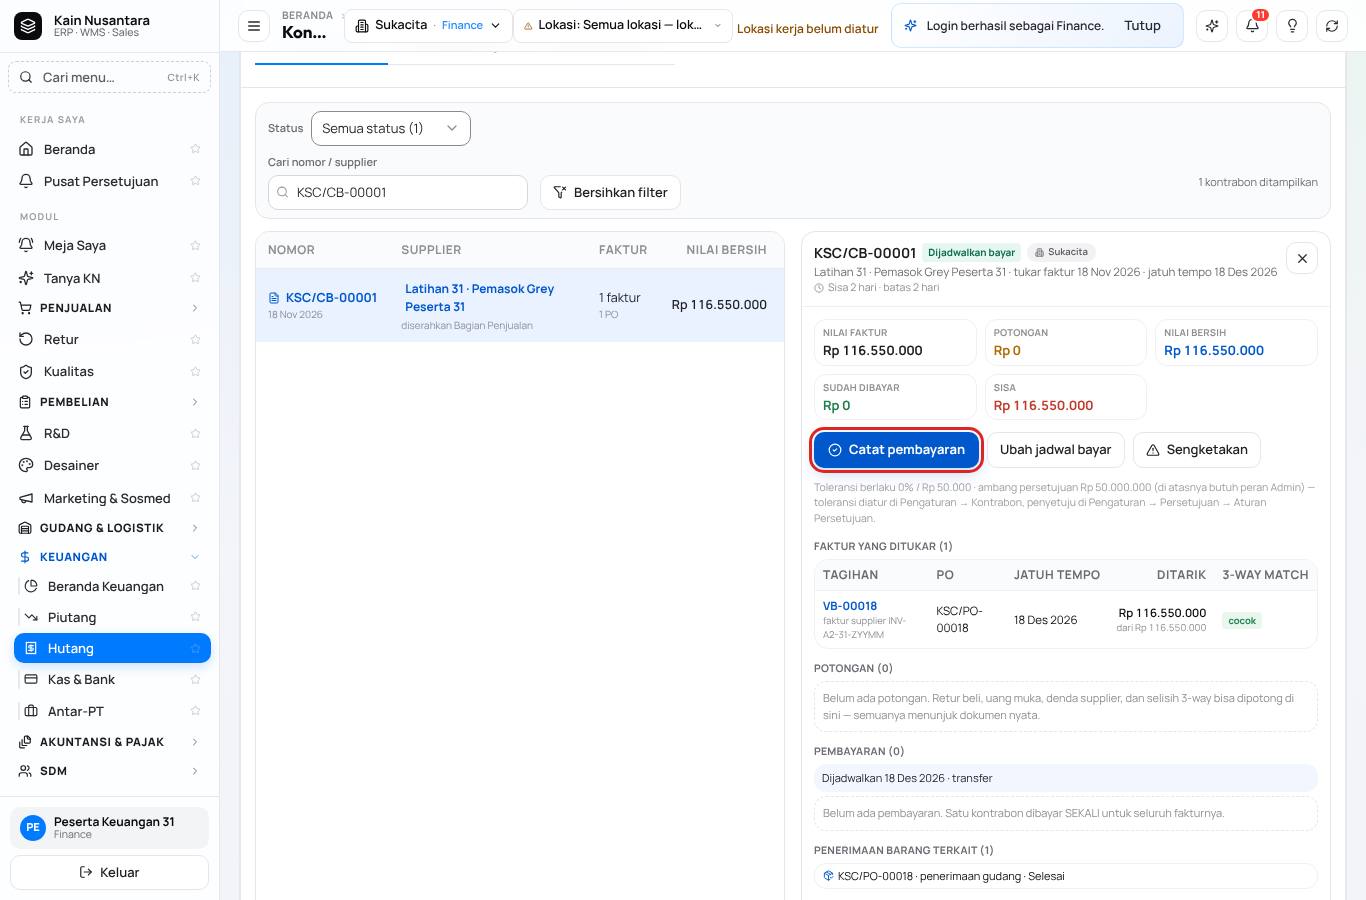 Kain Nusantara
ERP · WMS · Sales
Cari menu... Ctrl+K
KERJA SAYA
Beranda
Pusat Persetujuan
MODUL
Meja Saya
Tanya KN
PENJUALAN
Retur
Kualitas
PEMBELIAN
R&D
Desainer
Marketing & Sosmed
GUDANG & LOGISTIK
KEUANGAN
Beranda Keuangan
Piutang
Hutang
Kas & Bank
Antar-PT
AKUNTANSI & PAJAK
SDM
PE
Peserta Keuangan 31
Finance
Keluar
BERANDA
Kon...
Sukacita · Finance
Lokasi: Semua lokasi — lok...
Lokasi kerja belum diatur
Login berhasil sebagai Finance.
Tutup
11
Status
Semua status (1)
Cari nomor / supplier
KSC/CB-00001
Bersihkan filter
1 kontrabon ditampilkan
NOMOR SUPPLIER FAKTUR NILAI BERSIH
KSC/CB-00001
18 Nov 2026
Latihan 31 · Pemasok Grey
Peserta 31
diserahkan Bagian Penjualan
1 faktur
1 PO
Rp 116.550.000
KSC/CB-00001 Dijadwalkan bayar Sukacita
Latihan 31 · Pemasok Grey Peserta 31 · tukar faktur 18 Nov 2026 · jatuh tempo 18 Des 2026
Sisa 2 hari · batas 2 hari
NILAI FAKTUR
Rp 116.550.000
POTONGAN
Rp 0
NILAI BERSIH
Rp 116.550.000
SUDAH DIBAYAR
Rp 0
SISA
Rp 116.550.000
Catat pembayaran
Ubah jadwal bayar
Sengketakan
Toleransi berlaku 0% / Rp 50.000 · ambang persetujuan Rp 50.000.000 (di atasnya butuh peran Admin) —
toleransi diatur di Pengaturan → Kontrabon, penyetuju di Pengaturan → Persetujuan → Aturan
Persetujuan.
FAKTUR YANG DITUKAR (1)
TAGIHAN PO JATUH TEMPO DITARIK 3-WAY MATCH
VB-00018
faktur supplier INV-
A2-31-ZYYMM
KSC/PO-
00018
18 Des 2026
Rp 116.550.000
dari Rp 116.550.000
cocok
POTONGAN (0)
Belum ada potongan. Retur beli, uang muka, denda supplier, dan selisih 3-way bisa dipotong di
sini — semuanya menunjuk dokumen nyata.
PEMBAYARAN (0)
Dijadwalkan 18 Des 2026 · transfer
Belum ada pembayaran. Satu kontrabon dibayar SEKALI untuk seluruh fakturnya.
PENERIMAAN BARANG TERKAIT (1)
KSC/PO-00018 · penerimaan gudang · Selesai